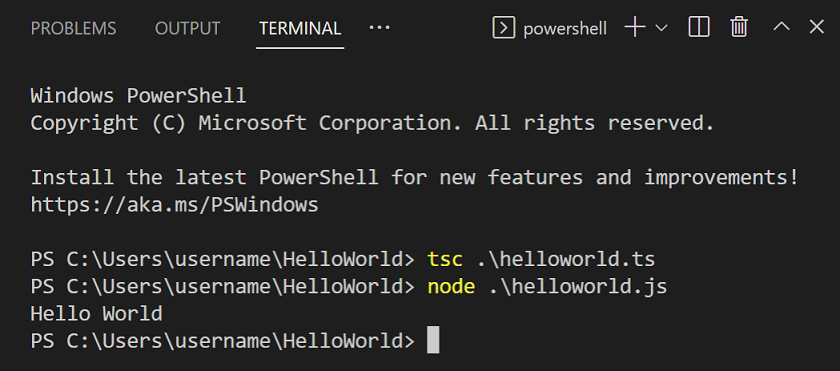 PROBLEMS OUTPUT TERMINAL ··· powershell
Windows PowerShell
Copyright (C) Microsoft Corporation. All rights reserved.
Install the latest PowerShell for new features and improvements!
https://aka.ms/PSWindows
PS C:\Users\username\HelloWorld> tsc .\helloworld.ts
PS C:\Users\username\HelloWorld> node .\helloworld.js
Hello World
PS C:\Users\username\HelloWorld>